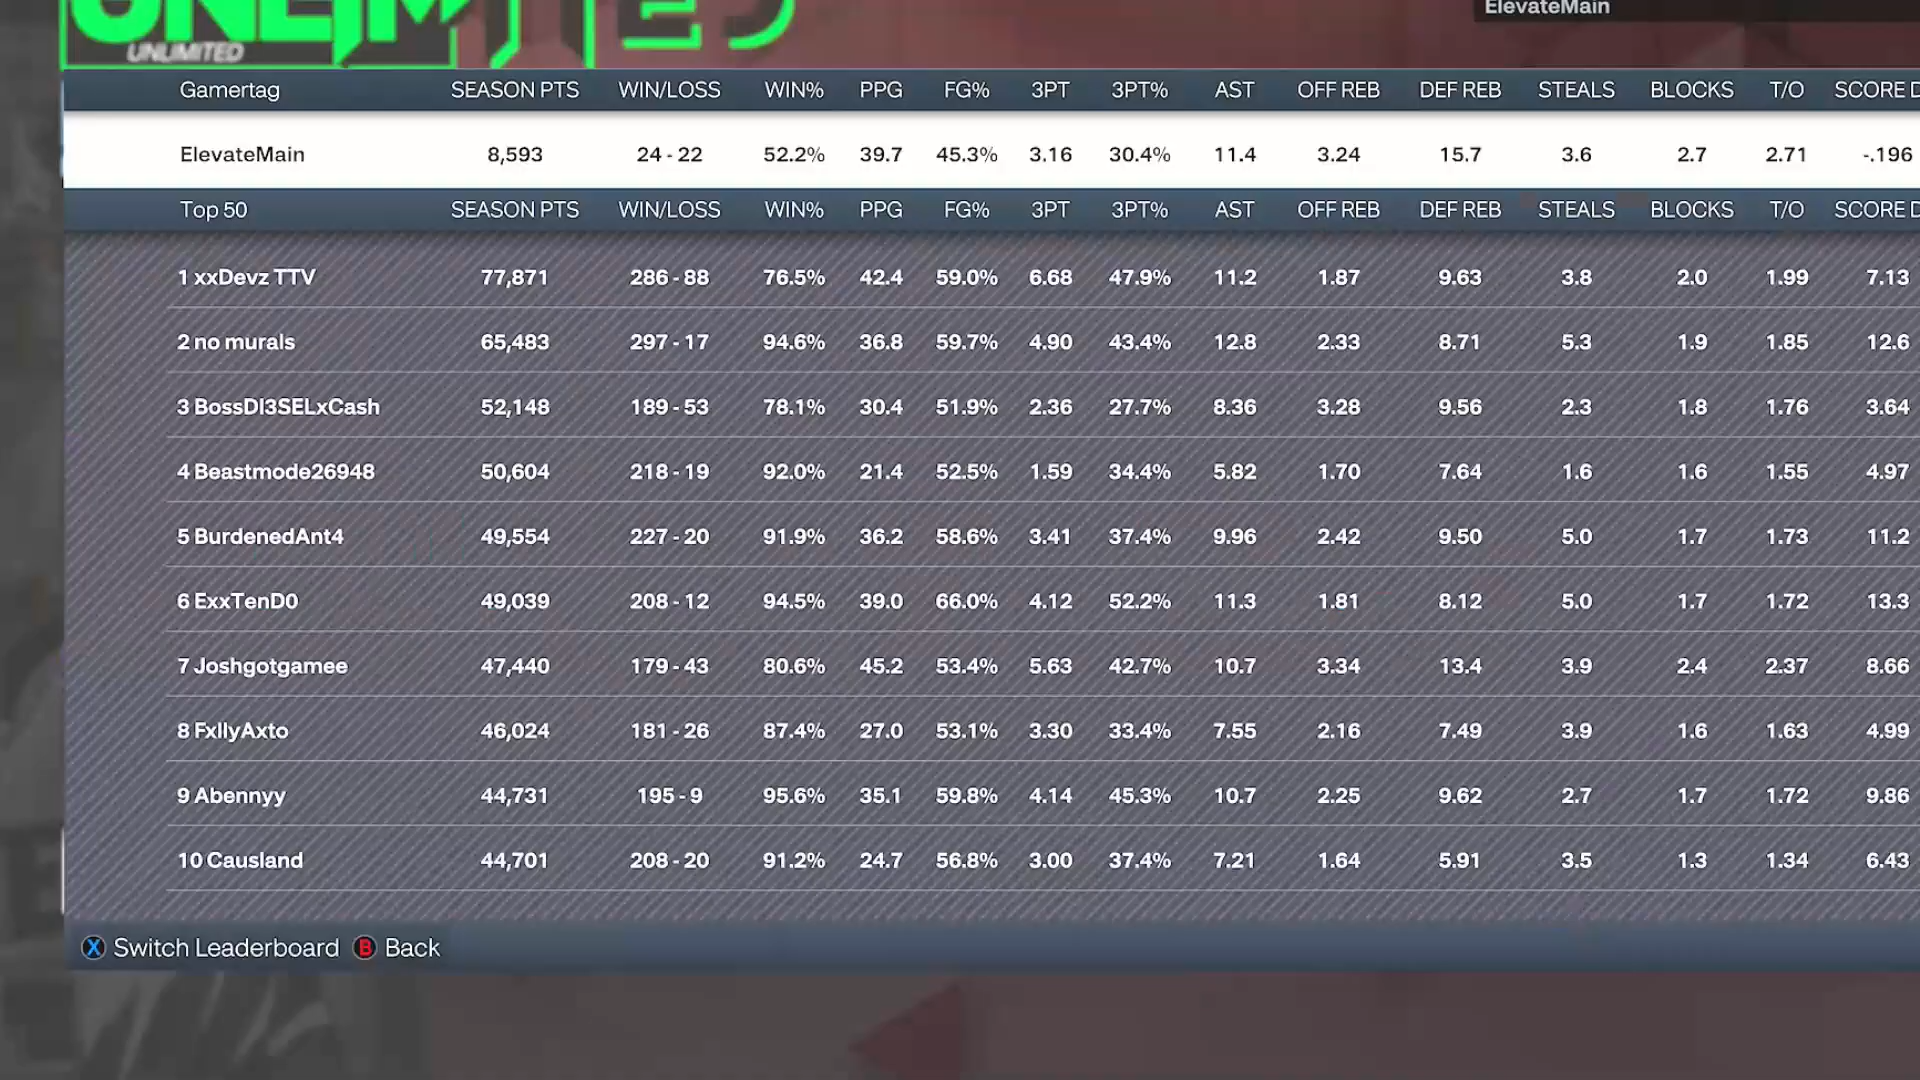 ElevateMain
UNLIMITED
Gamertag SEASON PTS WIN/LOSS WIN% PPG FG% 3PT 3PT% AST OFF REB DEF REB STEALS BLOCKS T/O SCORE D
ElevateMain 8,593 24 - 22 52.2% 39.7 45.3% 3.16 30.4% 11.4 3.24 15.7 3.6 2.7 2.71 -.196
Top 50 SEASON PTS WIN/LOSS WIN% PPG FG% 3PT 3PT% AST OFF REB DEF REB STEALS BLOCKS T/O SCORE D
1 xxDevz TTV 77,871 286 - 88 76.5% 42.4 59.0% 6.68 47.9% 11.2 1.87 9.63 3.8 2.0 1.99 7.13
2 no murals 65,483 297 - 17 94.6% 36.8 59.7% 4.90 43.4% 12.8 2.33 8.71 5.3 1.9 1.85 12.6
3 BossDI3SELxCash 52,148 189 - 53 78.1% 30.4 51.9% 2.36 27.7% 8.36 3.28 9.56 2.3 1.8 1.76 3.64
4 Beastmode26948 50,604 218 - 19 92.0% 21.4 52.5% 1.59 34.4% 5.82 1.70 7.64 1.6 1.6 1.55 4.97
5 BurdenedAnt4 49,554 227 - 20 91.9% 36.2 58.6% 3.41 37.4% 9.96 2.42 9.50 5.0 1.7 1.73 11.2
6 ExxTenD0 49,039 208 - 12 94.5% 39.0 66.0% 4.12 52.2% 11.3 1.81 8.12 5.0 1.7 1.72 13.3
7 Joshgotgamee 47,440 179 - 43 80.6% 45.2 53.4% 5.63 42.7% 10.7 3.34 13.4 3.9 2.4 2.37 8.66
8 FxllyAxto 46,024 181 - 26 87.4% 27.0 53.1% 3.30 33.4% 7.55 2.16 7.49 3.9 1.6 1.63 4.99
9 Abennyy 44,731 195 - 9 95.6% 35.1 59.8% 4.14 45.3% 10.7 2.25 9.62 2.7 1.7 1.72 9.86
10 Causland 44,701 208 - 20 91.2% 24.7 56.8% 3.00 37.4% 7.21 1.64 5.91 3.5 1.3 1.34 6.43
X Switch Leaderboard B Back